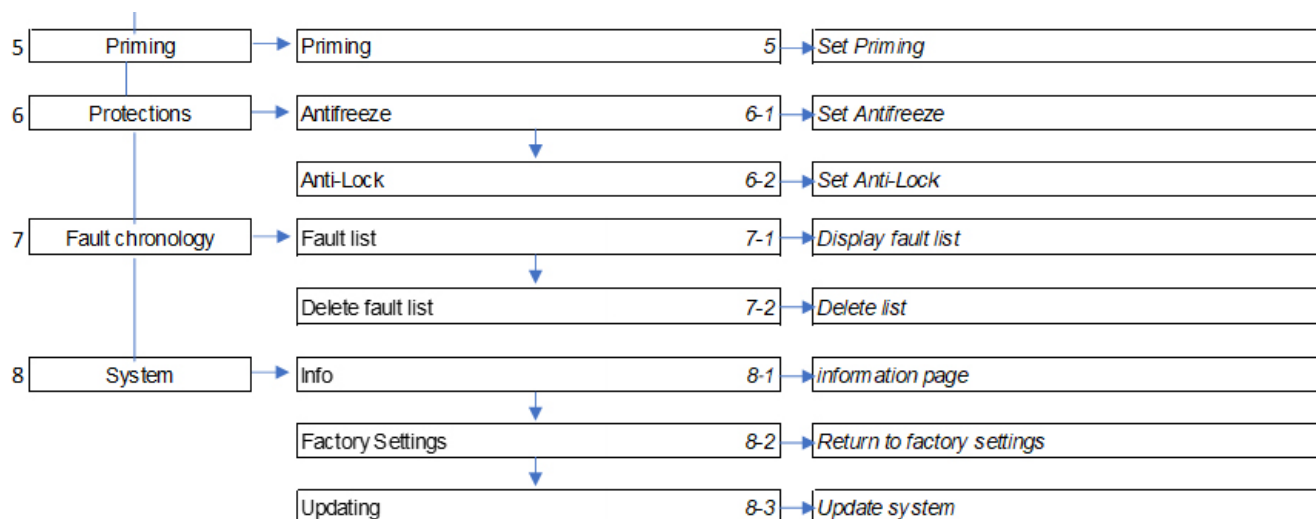 5 Priming Priming 5 Set Priming
6 Protections Antifreeze 6-1 Set Antifreeze
Anti-Lock 6-2 Set Anti-Lock
7 Fault chronology Fault list 7-1 Display fault list
Delete fault list 7-2 Delete list
8 System Info 8-1 information page
Factory Settings 8-2 Return to factory settings
Updating 8-3 Update system